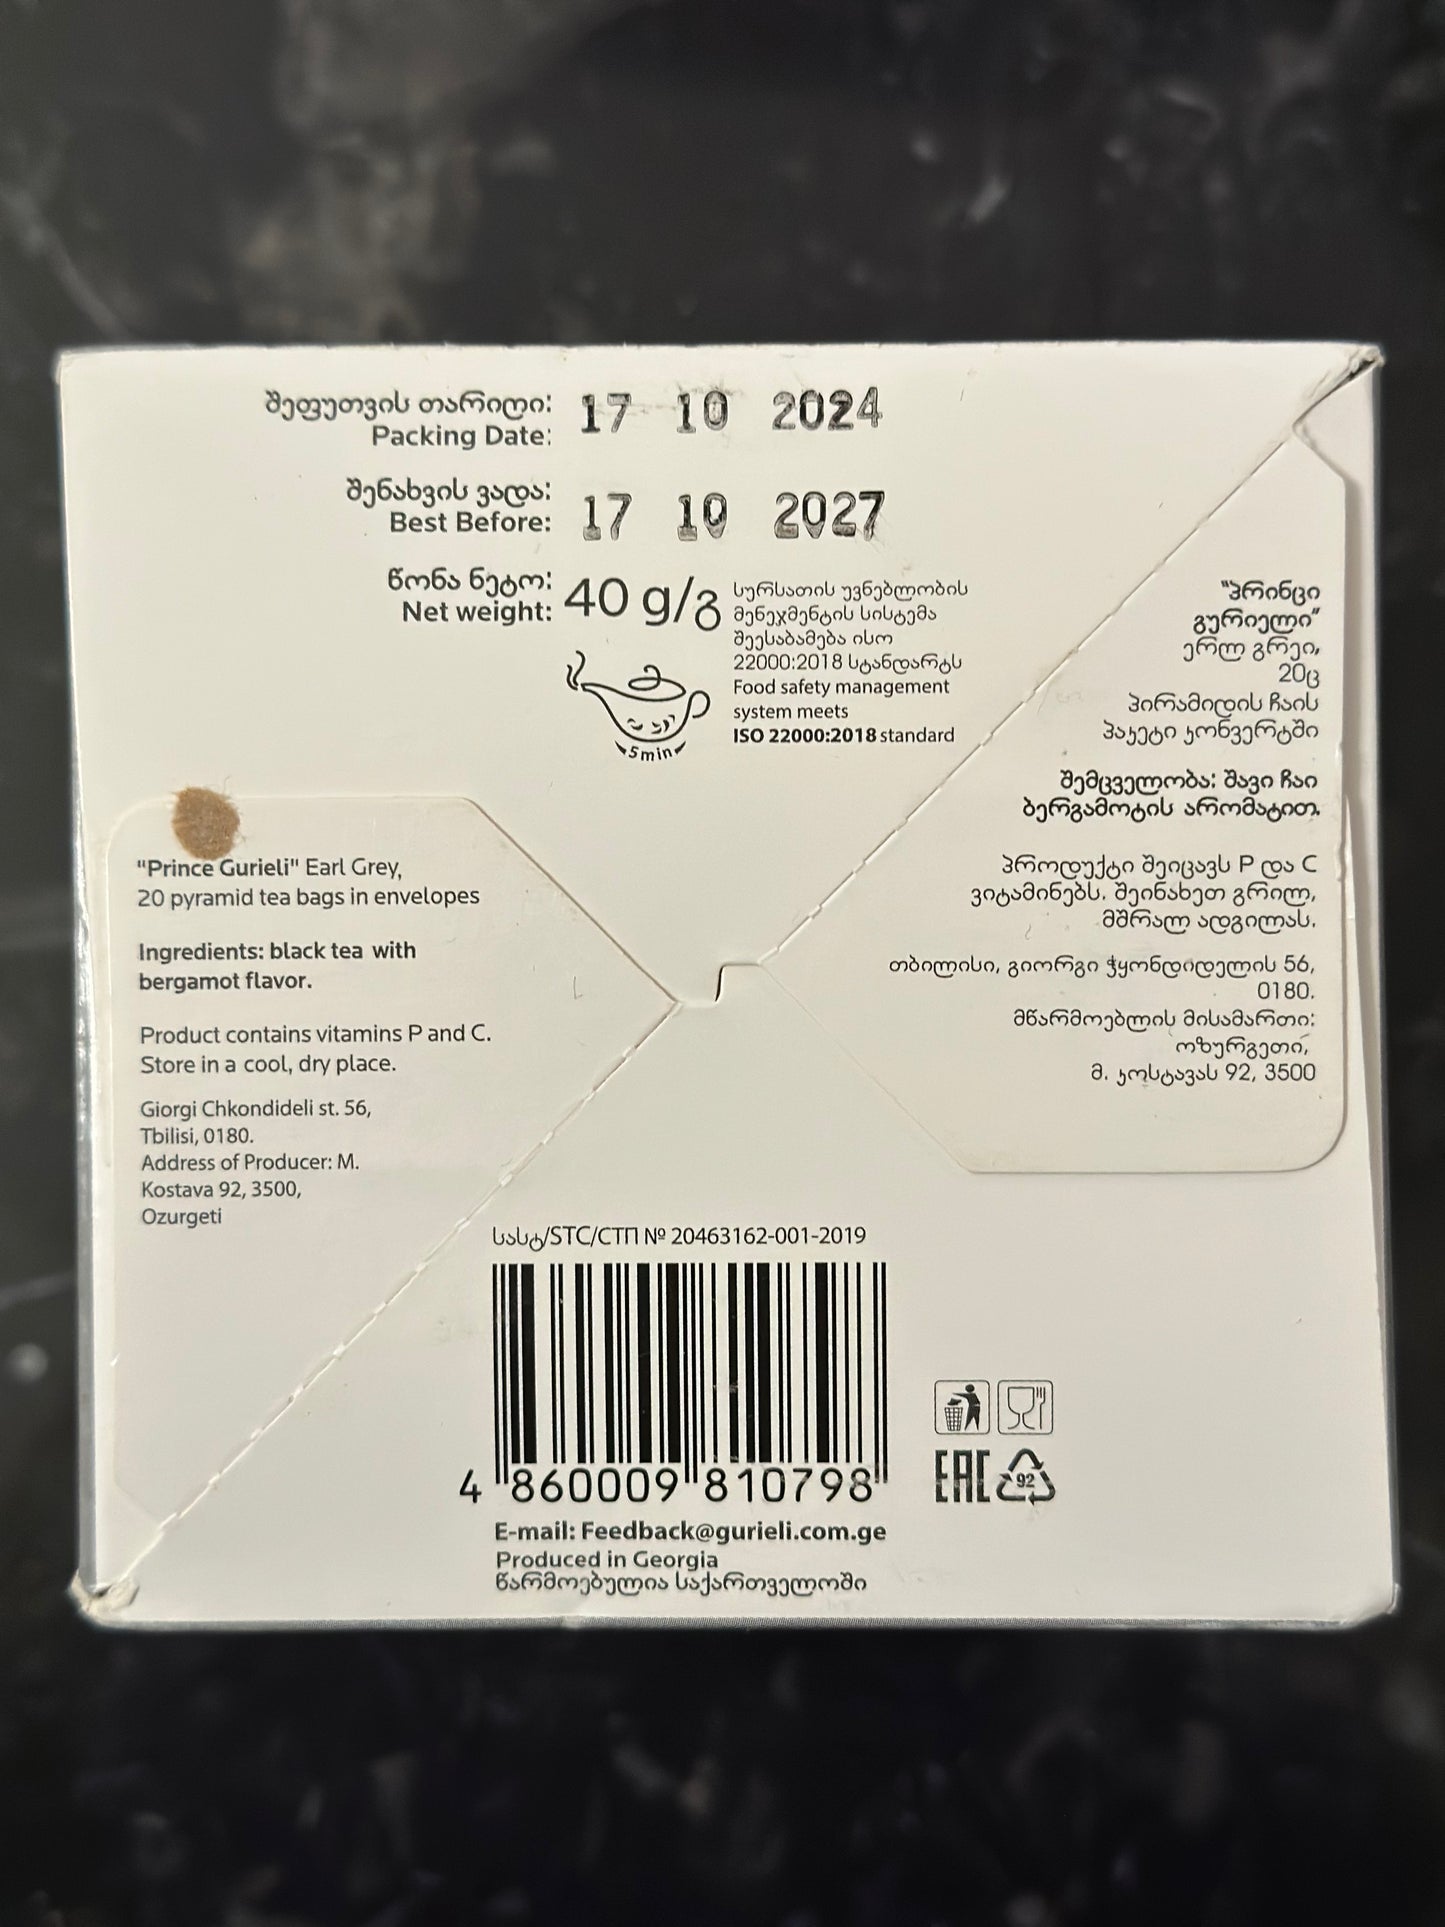 შეფუთვის თარიღი: 17 10 2024
Packing Date:
შენახვის ვადა: 17 10 2027
Best Before:
წონა ნეტო: 40 g/გ
Net weight:
სურსათის უვნებლობის
მენეჯმენტის სისტემა
შეესაბამება ისო
22000:2018 სტანდარტს
Food safety management
system meets
ISO 22000:2018 standard
5 min
"პრინცი
გურიელი"
ერლ გრეი,
20ც
პირამიდის ჩაის
პაკეტი კონვერტში
შემცველობა: შავი ჩაი
ბერგამოტის არომატით.
პროდუქტი შეიცავს P და C
ვიტამინებს. შეინახეთ გრილ,
მშრალ ადგილას.
თბილისი, გიორგი ჭყონდიდელის 56,
0180.
მწარმოებლის მისამართი:
ოზურგეთი,
მ. კოსტავას 92, 3500
"Prince Gurieli" Earl Grey,
20 pyramid tea bags in envelopes
Ingredients: black tea with
bergamot flavor.
Product contains vitamins P and C.
Store in a cool, dry place.
Giorgi Chkondideli st. 56,
Tbilisi, 0180.
Address of Producer: M.
Kostava 92, 3500,
Ozurgeti
სასტ/STC/СТП № 20463162-001-2019
4 860009 810798
EAC
92
E-mail: Feedback@gurieli.com.ge
Produced in Georgia
წარმოებულია საქართველოში